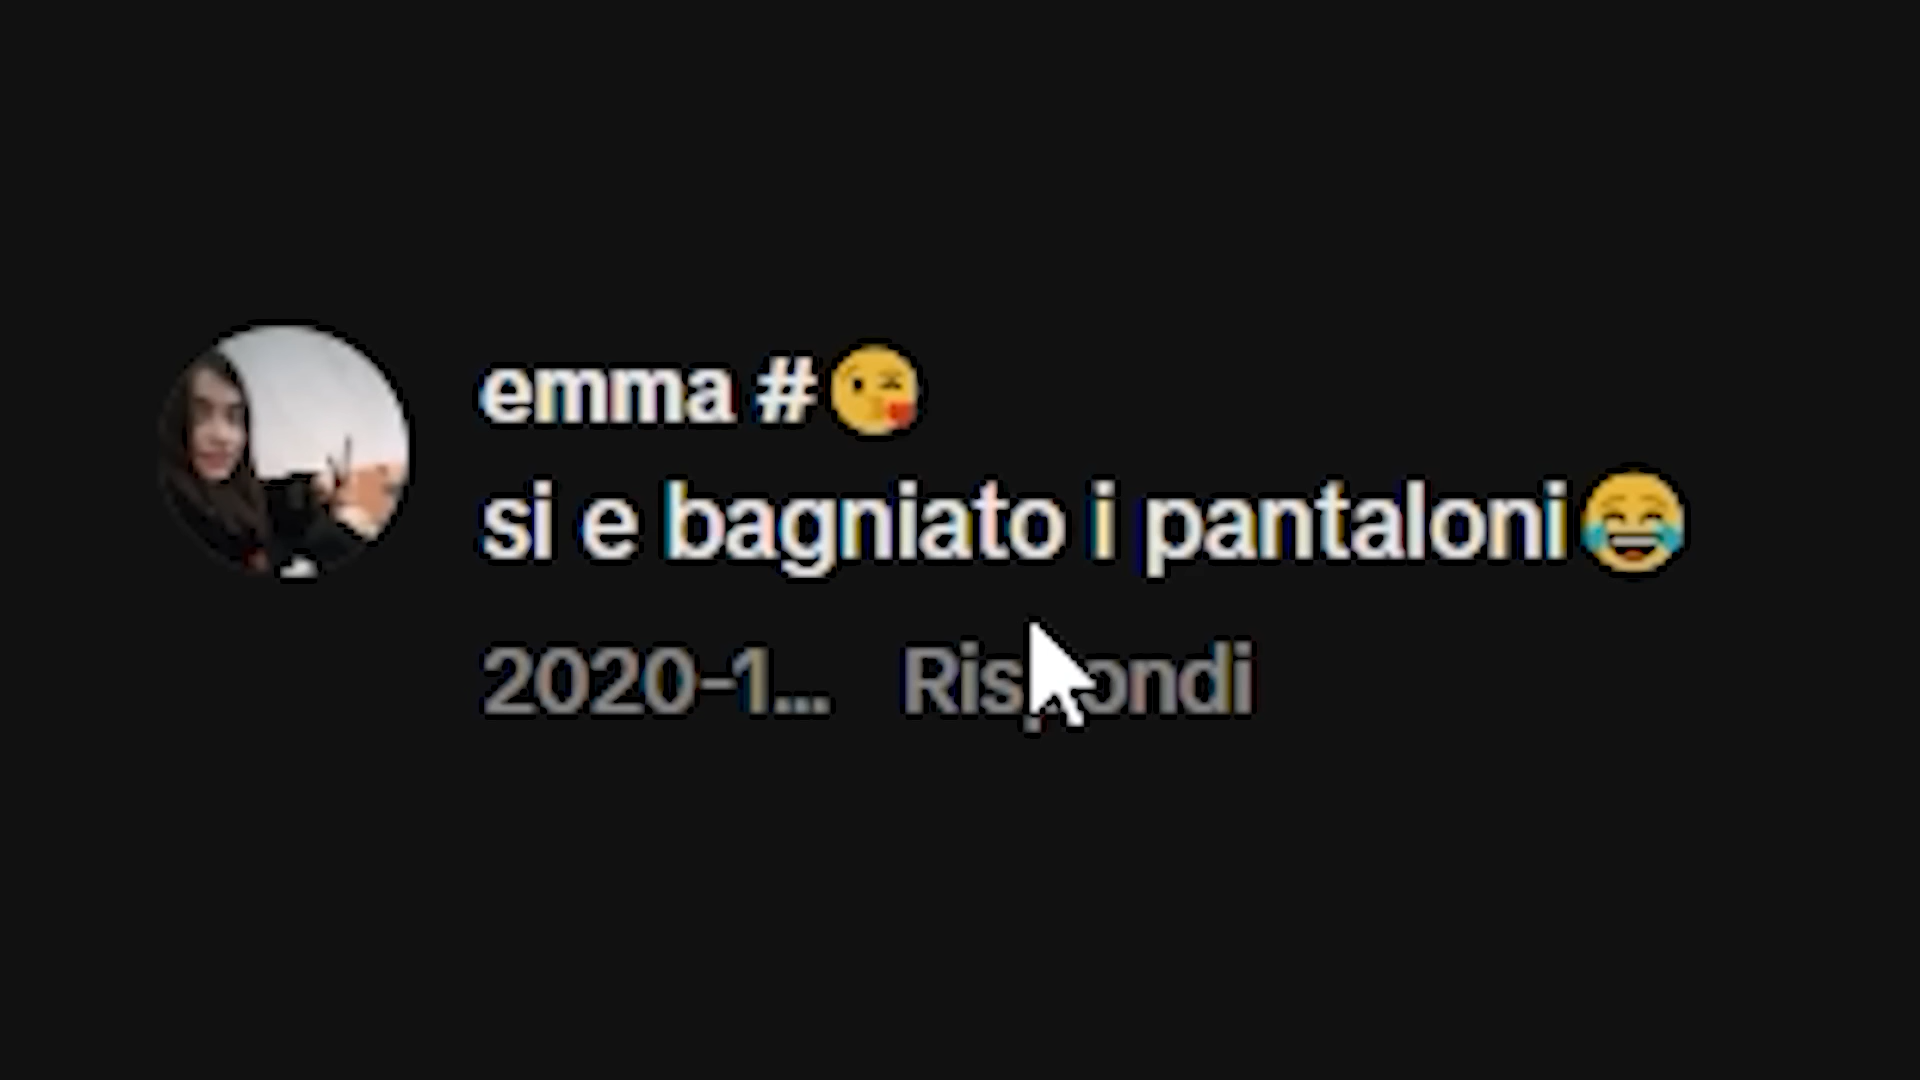 emma #😘
si e bagniato i pantaloni😂
2020-1... Rispondi